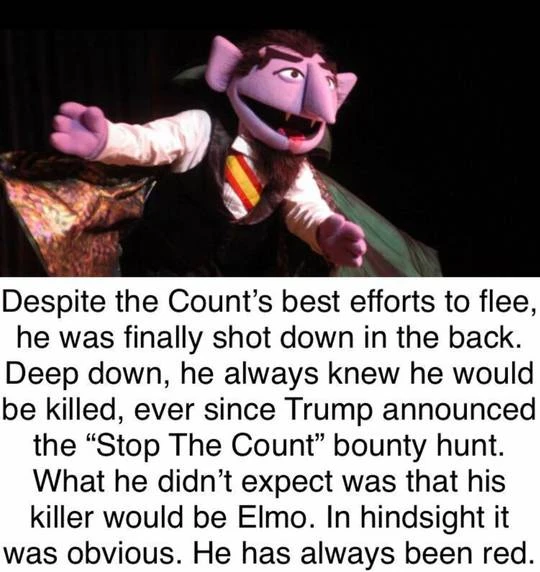 Despite the Count’s best efforts to flee,
he was finally shot down in the back.
Deep down, he always knew he would
be killed, ever since Trump announced
the “Stop The Count” bounty hunt.
What he didn’t expect was that his
killer would be Elmo. In hindsight it
was obvious. He has always been red.